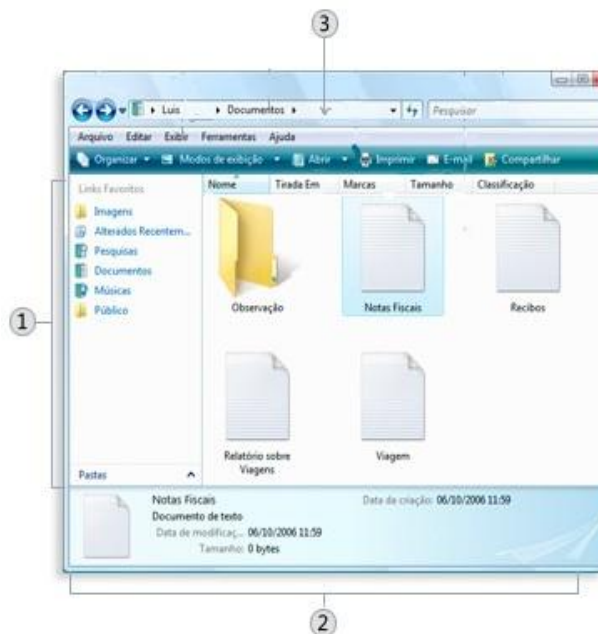 3
Luis Documentos
Pesquisar
Arquivo Editar Exibir Ferramentas Ajuda
Organizar Modos de exibição Abrir Imprimir E-mail Compartilhar
Links Favoritos
Imagens
Alterados Recentem...
Pesquisas
Documentos
Músicas
Público
Pastas
Nome Tirada Em Marcas Tamanho Classificação
Observação Notas Fiscais Recibos
Relatório sobre
Viagens
Viagem
1
Notas Fiscais
Documento de texto
Data de modificaç... 06/10/2006 11:59
Tamanho: 0 bytes
Data de criação: 06/10/2006 11:59
2